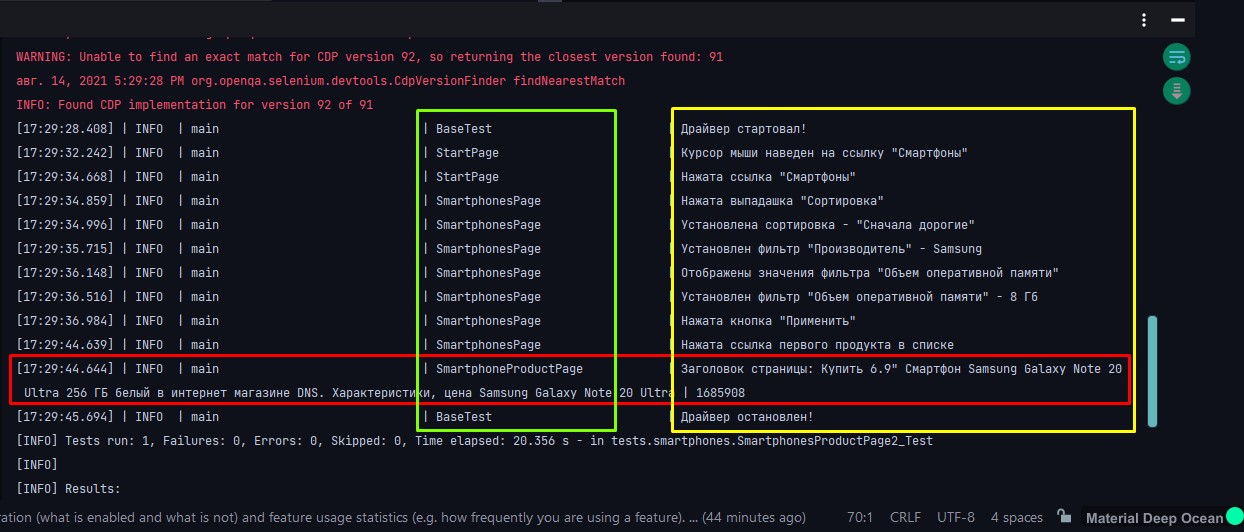 WARNING: Unable to find an exact match for CDP version 92, so returning the closest version found: 91
авг. 14, 2021 5:29:28 PM org.openqa.selenium.devtools.CdpVersionFinder findNearestMatch
INFO: Found CDP implementation for version 92 of 91
[17:29:28.408] | INFO | main | BaseTest | Драйвер стартовал!
[17:29:32.242] | INFO | main | StartPage | Курсор мыши наведен на ссылку "Смартфоны"
[17:29:34.668] | INFO | main | StartPage | Нажата ссылка "Смартфоны"
[17:29:34.859] | INFO | main | SmartphonesPage | Нажата выпадашка "Сортировка"
[17:29:34.996] | INFO | main | SmartphonesPage | Установлена сортировка - "Сначала дорогие"
[17:29:35.715] | INFO | main | SmartphonesPage | Установлен фильтр "Производитель" - Samsung
[17:29:36.148] | INFO | main | SmartphonesPage | Отображены значения фильтра "Объем оперативной памяти"
[17:29:36.516] | INFO | main | SmartphonesPage | Установлен фильтр "Объем оперативной памяти" - 8 Гб
[17:29:36.984] | INFO | main | SmartphonesPage | Нажата кнопка "Применить"
[17:29:44.639] | INFO | main | SmartphonesPage | Нажата ссылка первого продукта в списке
[17:29:44.644] | INFO | main | SmartphoneProductPage | Заголовок страницы: Купить 6.9" Смартфон Samsung Galaxy Note 20
Ultra 256 ГБ белый в интернет магазине DNS. Характеристики, цена Samsung Galaxy Note 20 Ultra | 1685908
[17:29:45.694] | INFO | main | BaseTest | Драйвер остановлен!
[INFO] Tests run: 1, Failures: 0, Errors: 0, Skipped: 0, Time elapsed: 20.356 s - in tests.smartphones.SmartphonesProductPage2_Test
[INFO]
[INFO] Results:
(what is enabled and what is not) and feature usage statistics (e.g. how frequently you are using a feature). ... (44 minutes ago) 70:1 CRLF UTF-8 4 spaces Material Deep Ocean